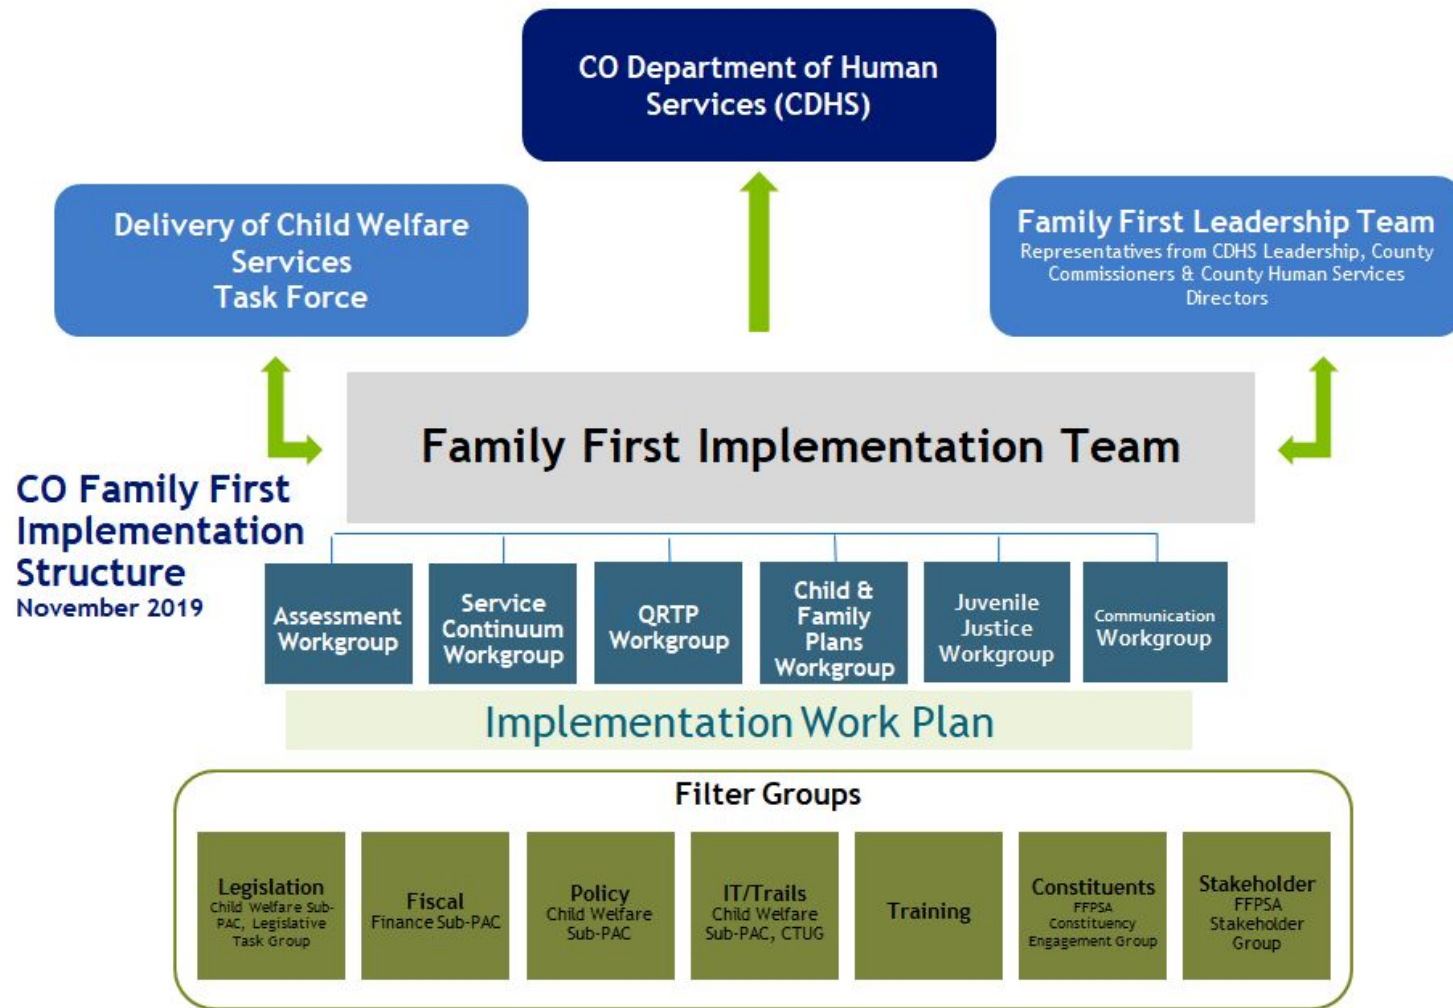 CO Department of Human
Services (CDHS)
Delivery of Child Welfare
Services
Task Force
Family First Leadership Team
Representatives from CDHS Leadership, County
Commissioners & County Human Services
Directors
Family First Implementation Team
CO Family First
Implementation
Structure
November 2019
Assessment
Workgroup
Service
Continuum
Workgroup
QRTP
Workgroup
Child &
Family
Plans
Workgroup
Juvenile
Justice
Workgroup
Communication
Workgroup
Implementation Work Plan
Filter Groups
Legislation
Child Welfare Sub-
PAC, Legislative
Task Group
Fiscal
Finance Sub-PAC
Policy
Child Welfare
Sub-PAC
IT/Trails
Child Welfare
Sub-PAC, CTUG
Training
Constituents
FFPSA
Constituency
Engagement Group
Stakeholder
FFPSA
Stakeholder
Group